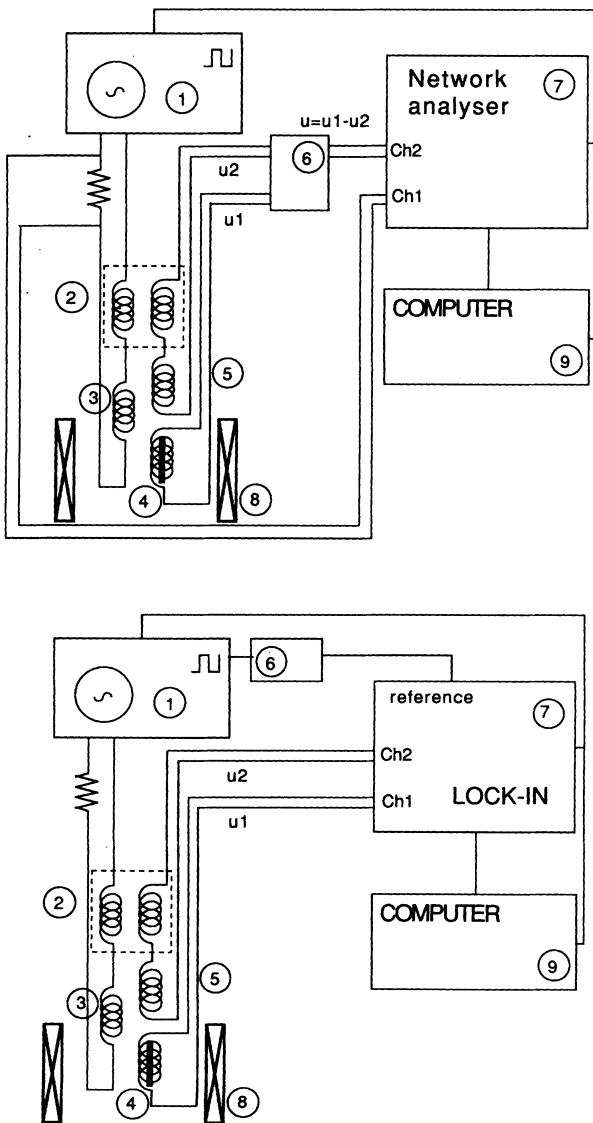 1
Network
analyser
7
u=u1-u2
6
Ch2
u2
Ch1
u1
2
COMPUTER
5
9
3
4
8
6
1
reference
7
Ch2
u2
Ch1
LOCK-IN
u1
2
COMPUTER
5
9
3
4
8